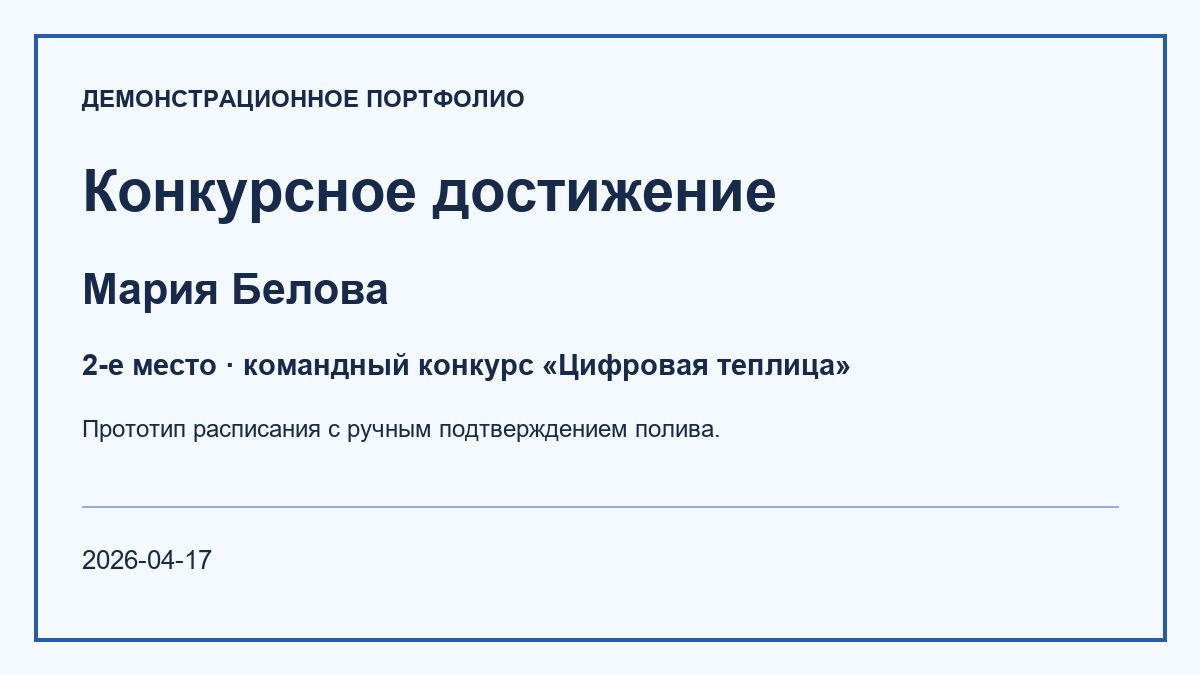 ДЕМОНСТРАЦИОННОЕ ПОРТФОЛИО
Конкурсное достижение
Мария Белова
2-е место · командный конкурс «Цифровая теплица»
Прототип расписания с ручным подтверждением полива.
2026-04-17